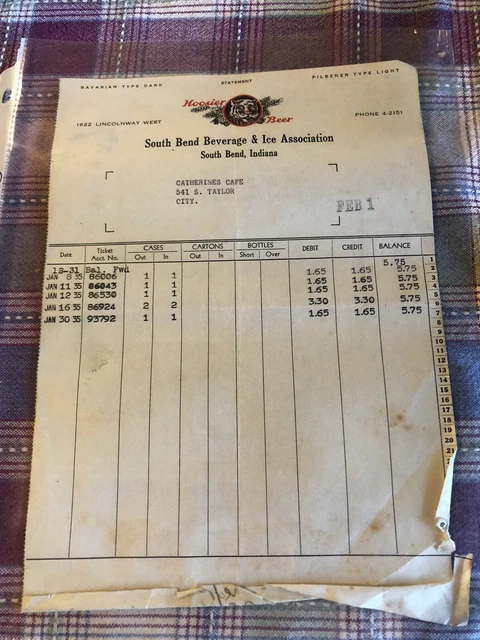 BAVARIAN TYPE DARK STATEMENT PILSENER TYPE LIGHT
Hoosier Beer
1622 LINCOLNWAY WEST PHONE 4-2151
South Bend Beverage & Ice Association
South Bend, Indiana
CATHERINES CAFE
541 S. TAYLOR
CITY.
FEB 1
Date Ticket Acct. No. CASES Out In CARTONS Out In BOTTLES Short Over DEBIT CREDIT BALANCE
12-31 Bal. Fwd 5.75 1
JAN 8 35 86006 1 1 1.65 1.65 5.75 2
JAN 11 35 86043 1 1 1.65 1.65 5.75 3
JAN 12 35 86530 1 1 1.65 1.65 5.75 4
JAN 16 35 86924 2 2 3.30 3.30 5.75 5
JAN 30 35 93792 1 1 1.65 1.65 5.75 6
7
8
9
10
11
12
13
14
15
16
17
18
19
20
21